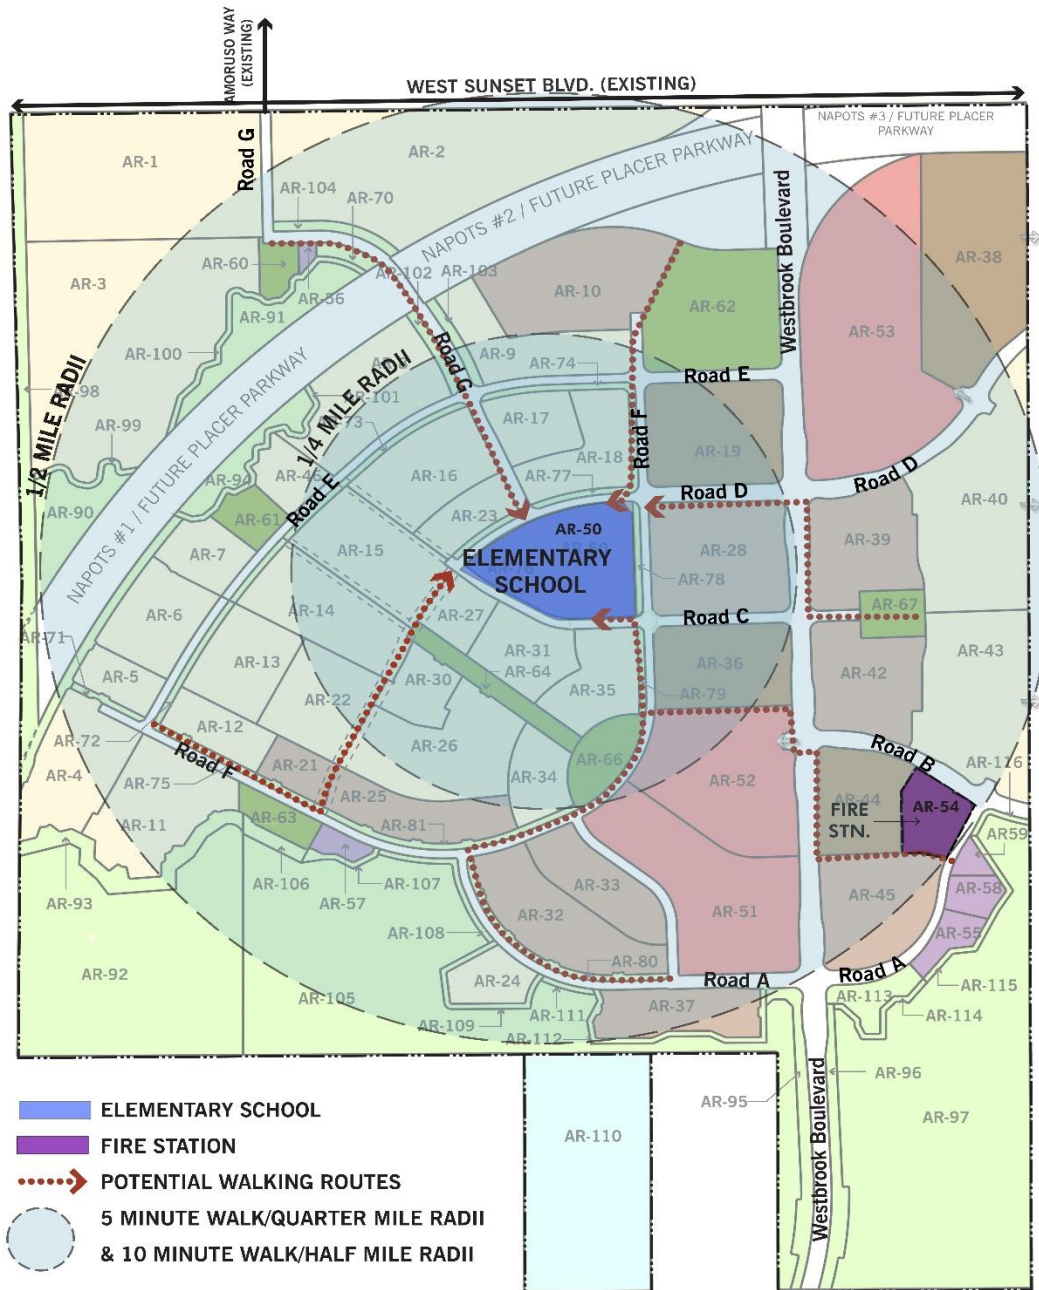 AMORUSO WAY
(EXISTING)
WEST SUNSET BLVD. (EXISTING)
NAPOTS #3 / FUTURE PLACER
PARKWAY
AR-1
Road G
AR-2
AR-104
AR-70
NAPOTS #2 / FUTURE PLACER PARKWAY
Westbrook Boulevard
AR-3
AR-60
AR-56
AR-102
AR-103
AR-10
AR-62
AR-38
AR-91
AR-53
AR-100
1/2 MILE RADII
AR-98
AR-99
AR-101
1/4 MILE RADII
Road G
AR-9
AR-74
Road E
AR-17
AR-18
Road F
AR-19
AR-46
AR-16
AR-77
Road D
Road D
AR-94
Road E
AR-90
AR-61
AR-23
AR-50
AR-40
NAPOTS #1 / FUTURE PLACER PARKWAY
AR-7
AR-15
ELEMENTARY
SCHOOL
AR-76
AR-28
AR-39
AR-78
AR-6
AR-14
AR-27
Road C
AR-67
AR-71
AR-13
AR-31
AR-64
AR-43
AR-5
AR-30
AR-36
AR-42
AR-22
AR-35
AR-79
AR-12
AR-72
AR-26
Road B
AR-4
AR-75
Road F
AR-21
AR-34
AR-66
AR-52
AR-116
AR-25
AR-44
FIRE
STN.
AR-54
AR-11
AR-63
AR-81
AR59
AR-106
AR-57
AR-107
AR-33
AR-58
AR-93
AR-32
AR-45
AR-108
AR-51
AR-55
AR-92
AR-80
Road A
Road A
AR-105
AR-24
AR-115
AR-109
AR-111
AR-37
AR-113
AR-114
AR-112
AR-96
AR-95
AR-110
AR-97
Westbrook Boulevard
ELEMENTARY SCHOOL
FIRE STATION
POTENTIAL WALKING ROUTES
5 MINUTE WALK/QUARTER MILE RADII
& 10 MINUTE WALK/HALF MILE RADII